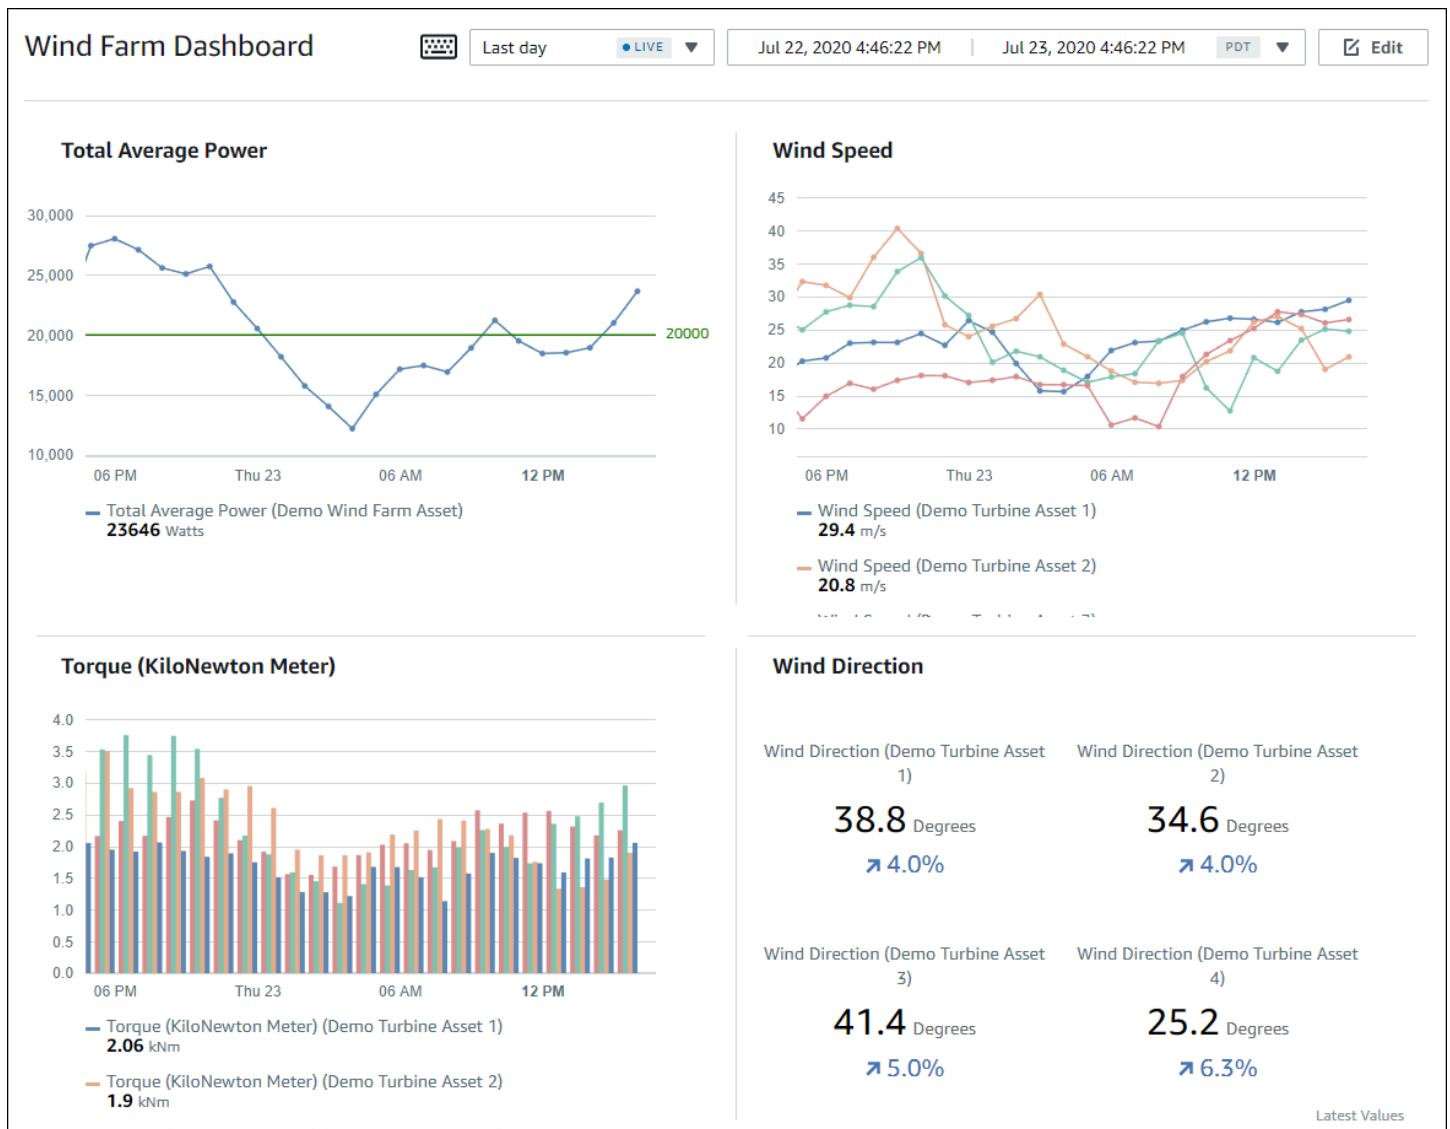 Wind Farm Dashboard
Last day
LIVE
Jul 22, 2020 4:46:22 PM
Jul 23, 2020 4:46:22 PM
PDT
Edit
Total Average Power
30,000
25,000
20,000
15,000
10,000
20000
06 PM
Thu 23
06 AM
12 PM
Total Average Power (Demo Wind Farm Asset)
23646 Watts
Wind Speed
45
40
35
30
25
20
15
10
06 PM
Thu 23
06 AM
12 PM
Wind Speed (Demo Turbine Asset 1)
29.4 m/s
Wind Speed (Demo Turbine Asset 2)
20.8 m/s
Torque (KiloNewton Meter)
4.0
3.5
3.0
2.5
2.0
1.5
1.0
0.5
0.0
06 PM
Thu 23
06 AM
12 PM
Torque (KiloNewton Meter) (Demo Turbine Asset 1)
2.06 kNm
Torque (KiloNewton Meter) (Demo Turbine Asset 2)
1.9 kNm
Wind Direction
Wind Direction (Demo Turbine Asset
1)
38.8 Degrees
4.0%
Wind Direction (Demo Turbine Asset
2)
34.6 Degrees
4.0%
Wind Direction (Demo Turbine Asset
3)
41.4 Degrees
5.0%
Wind Direction (Demo Turbine Asset
4)
25.2 Degrees
6.3%
Latest Values